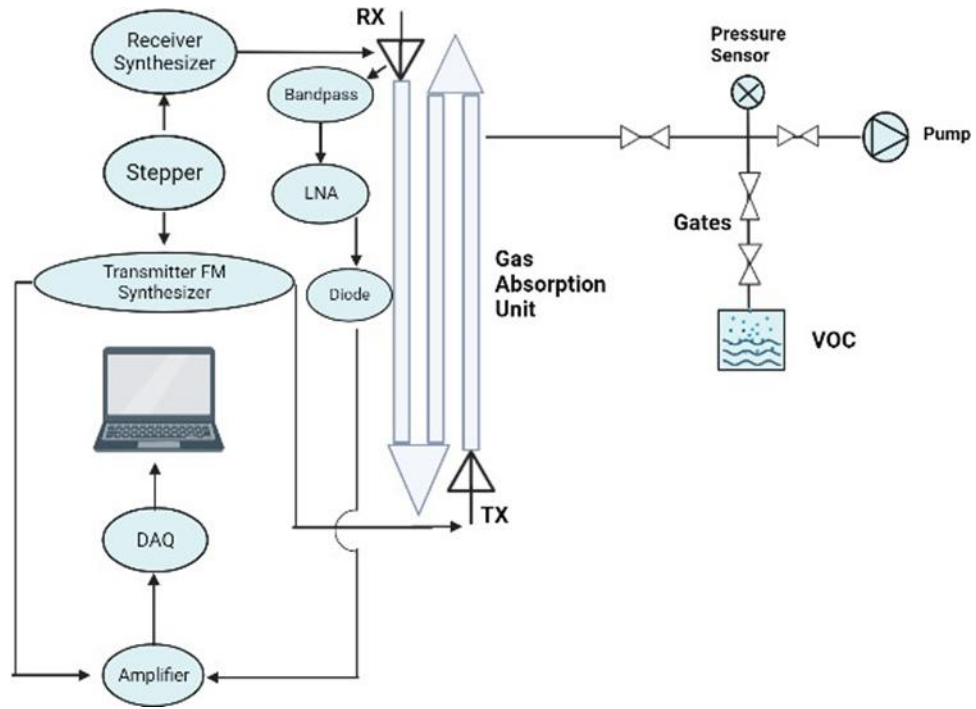 RX
Receiver
Synthesizer
Bandpass
Pressure
Sensor
Pump
Stepper
LNA
Gates
Transmitter FM
Synthesizer
Diode
Gas
Absorption
Unit
VOC
TX
DAQ
Amplifier